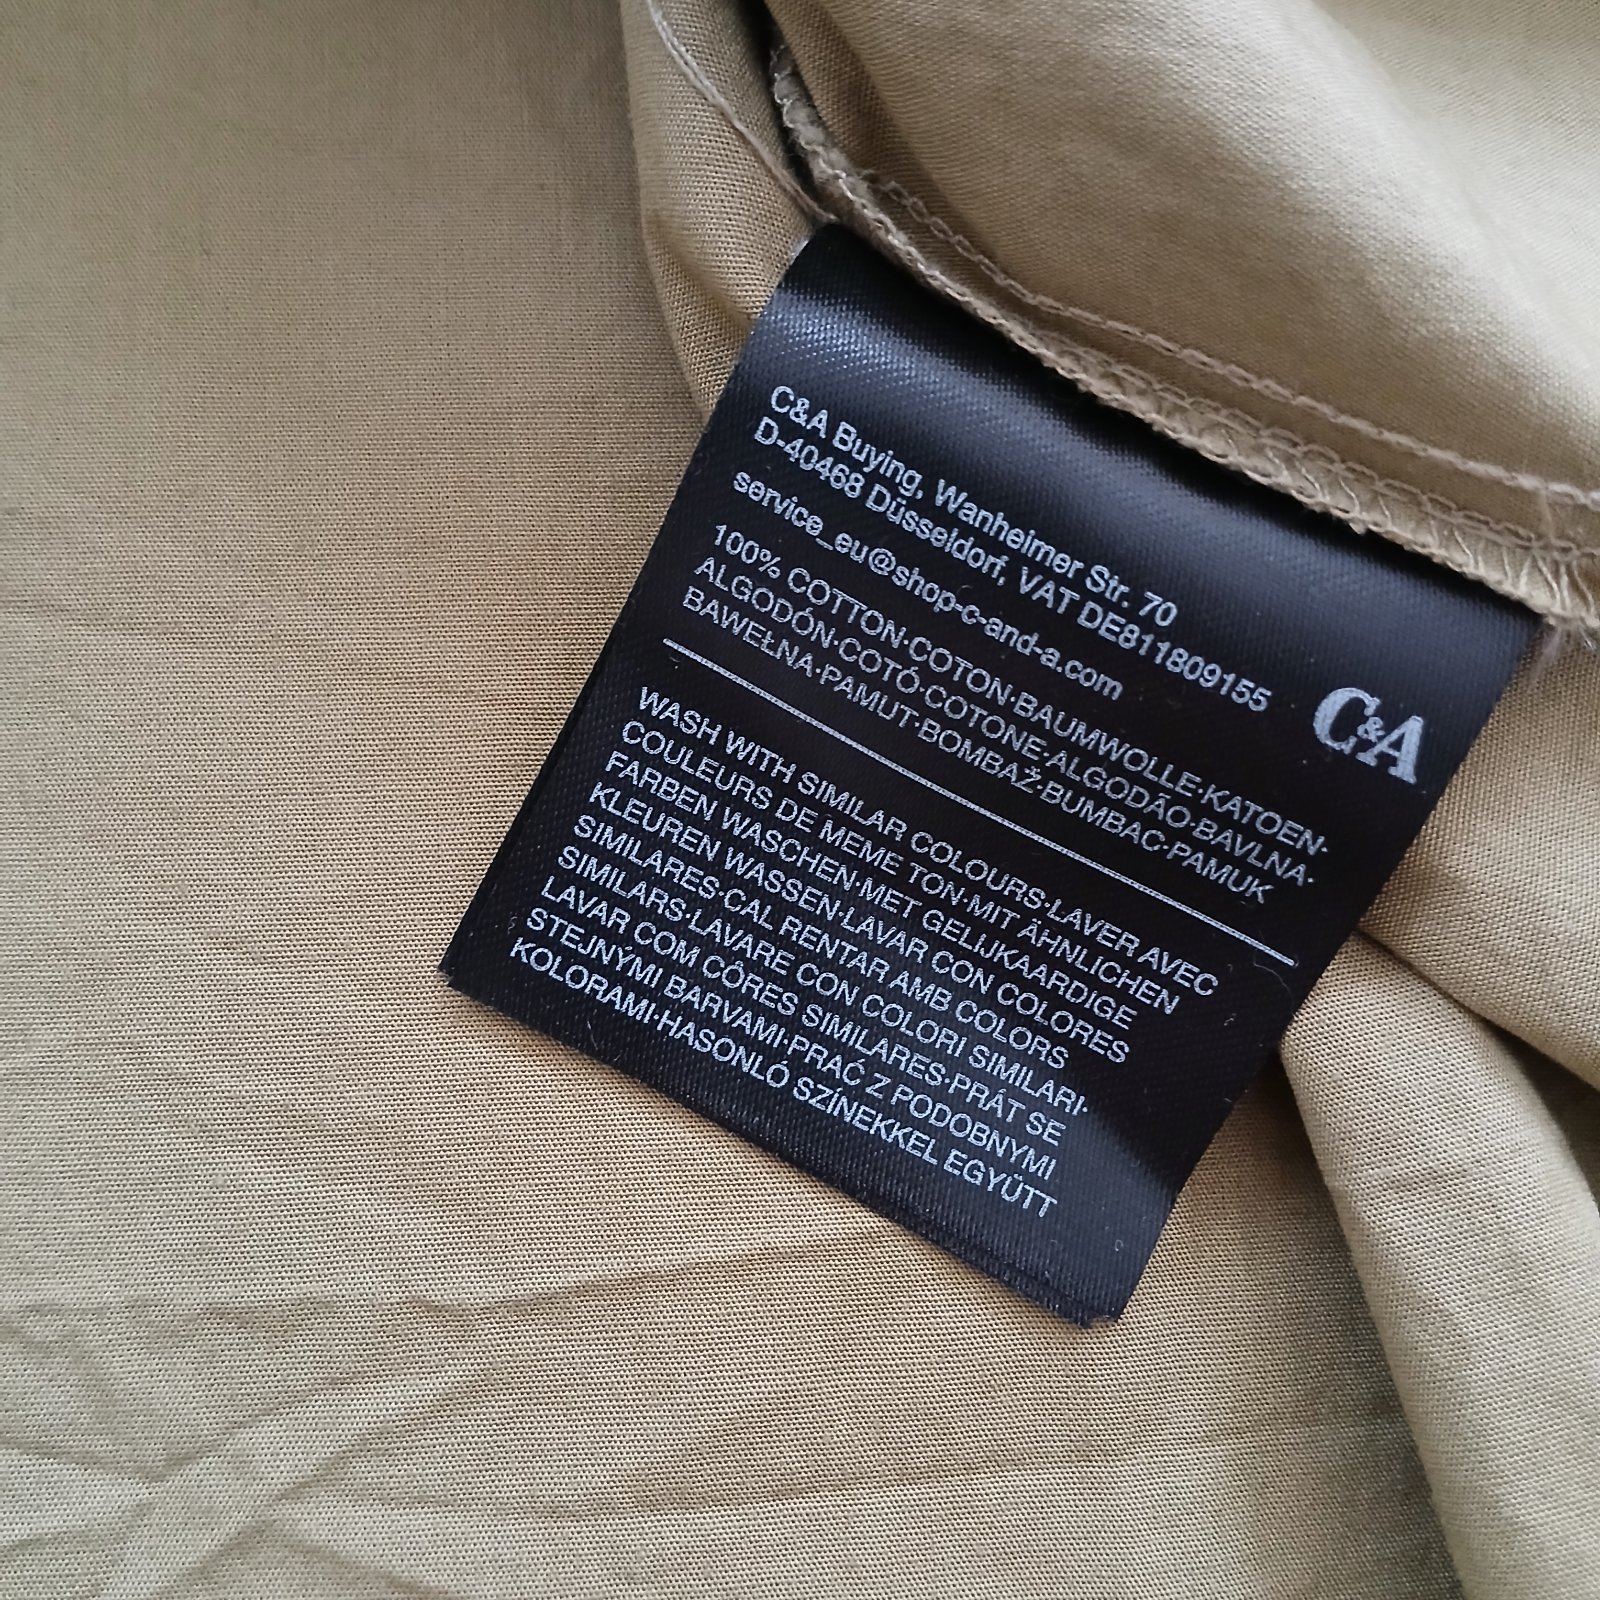 C&A Buying, Wanheimer Str. 70
D-40468 Düsseldorf, VAT DE811809155
service_eu@shop-c-and-a.com
C&A
100% COTTON·COTON·BAUMWOLLE·KATOEN·
ALGODÓN·COTÓ·COTONE·ALGODÃO·BAVLNA·
BAWEŁNA·PAMUT·BOMBAŽ·BUMBAC·PAMUK
WASH WITH SIMILAR COLOURS·LAVER AVEC
COULEURS DE MEME TON·MIT ÄHNLICHEN
FARBEN WASCHEN·MET GELIJKAARDIGE
KLEUREN WASSEN·LAVAR CON COLORES
SIMILARES·CAL RENTAR AMB COLORS
SIMILARS·LAVARE CON COLORI SIMILARI·
LAVAR COM CÔRES SIMILARES·PRÁT SE
STEJNÝMI BARVAMI·PRAĆ Z PODOBNYMI
KOLORAMI·HASONLÓ SZÍNEKKEL EGYÜTT